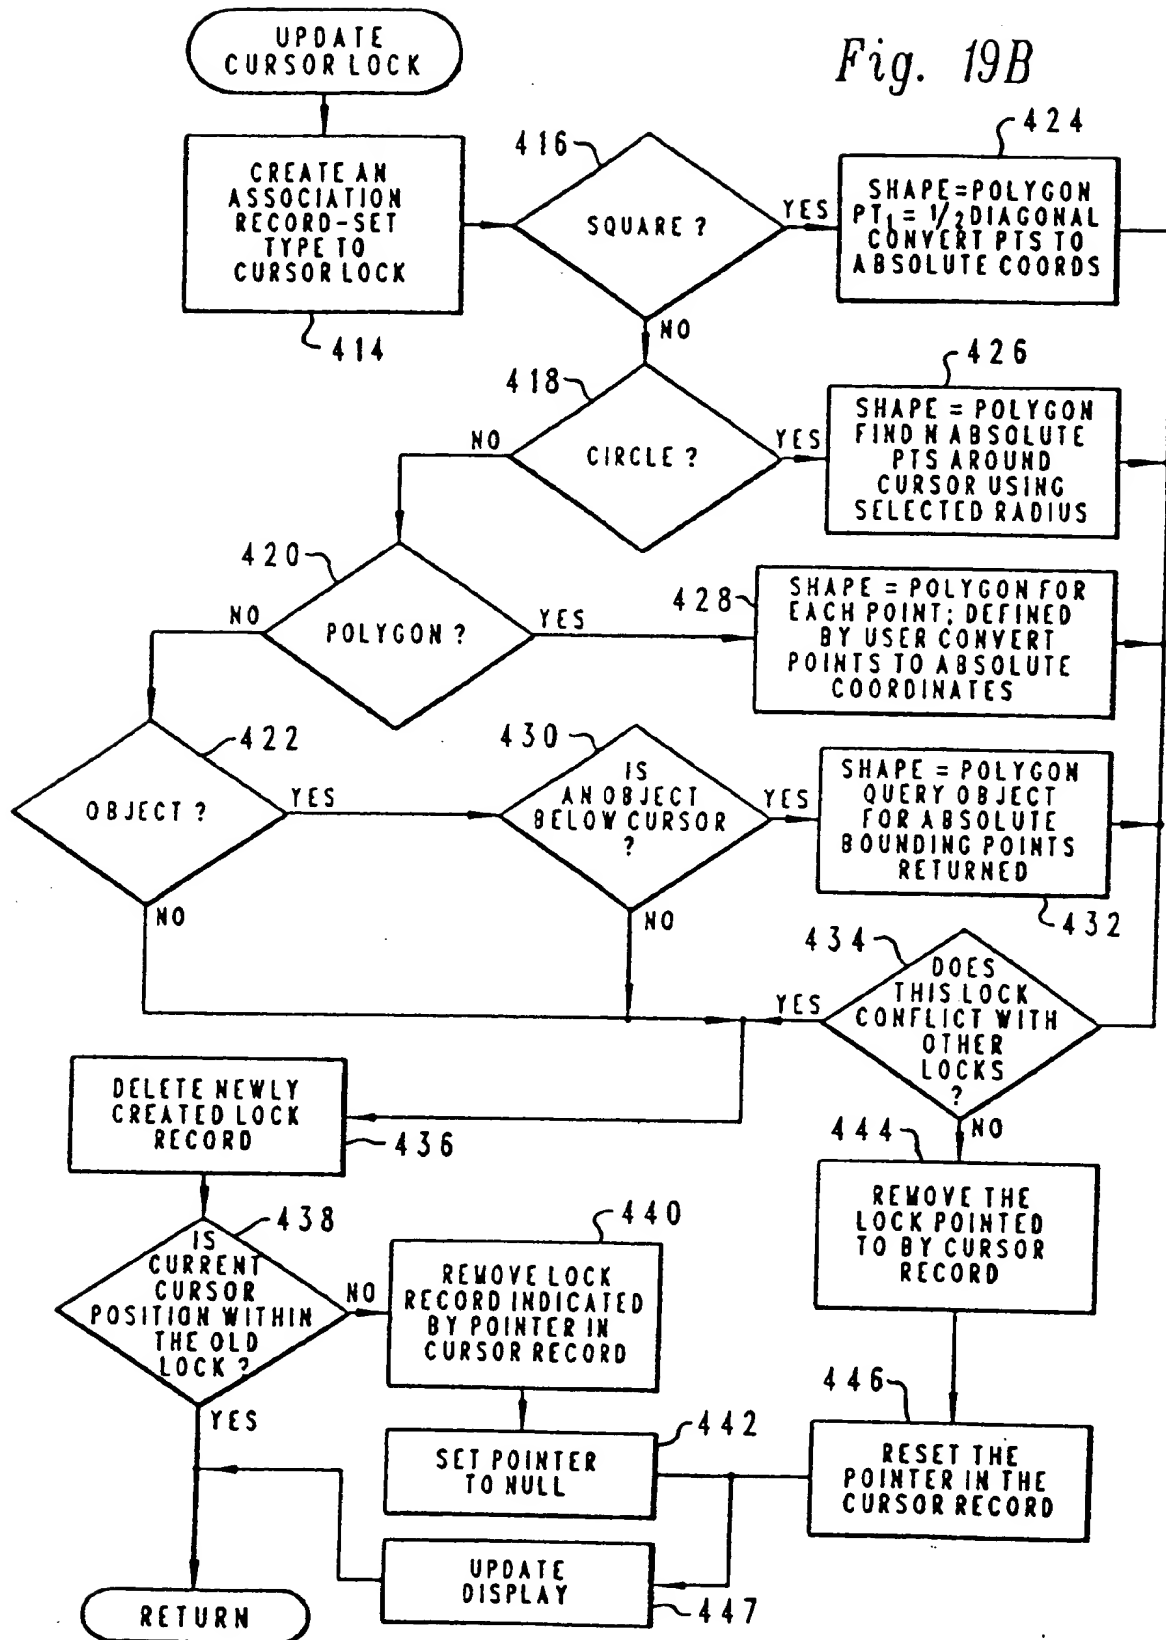 UPDATE
CURSOR LOCK
Fig. 19B
CREATE AN
ASSOCIATION
RECORD-SET
TYPE TO
CURSOR LOCK
414
416
SQUARE ?
YES
NO
424
SHAPE=POLYGON
PT1 = 1/2 DIAGONAL
CONVERT PTS TO
ABSOLUTE COORDS
418
CIRCLE ?
NO
YES
426
SHAPE = POLYGON
FIND N ABSOLUTE
PTS AROUND
CURSOR USING
SELECTED RADIUS
420
POLYGON ?
NO
YES
428
SHAPE = POLYGON FOR
EACH POINT; DEFINED
BY USER CONVERT
POINTS TO ABSOLUTE
COORDINATES
422
OBJECT ?
YES
NO
430
IS
AN OBJECT
BELOW CURSOR
?
YES
NO
SHAPE = POLYGON
QUERY OBJECT
FOR ABSOLUTE
BOUNDING POINTS
RETURNED
432
434
DOES
THIS LOCK
CONFLICT WITH
OTHER
LOCKS
?
YES
NO
DELETE NEWLY
CREATED LOCK
RECORD
436
444
REMOVE THE
LOCK POINTED
TO BY CURSOR
RECORD
438
IS
CURRENT
CURSOR
POSITION WITHIN
THE OLD
LOCK ?
NO
YES
440
REMOVE LOCK
RECORD INDICATED
BY POINTER IN
CURSOR RECORD
442
SET POINTER
TO NULL
446
RESET THE
POINTER IN THE
CURSOR RECORD
UPDATE
DISPLAY
447
RETURN